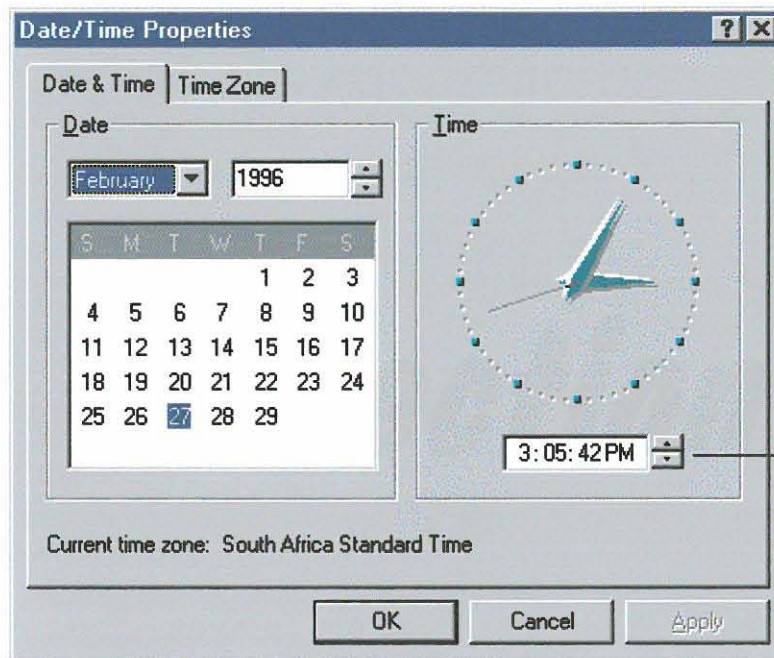 Date/Time Properties
Date & Time Time Zone
Date
February 1996
S M T W T F S
1 2 3
4 5 6 7 8 9 10
11 12 13 14 15 16 17
18 19 20 21 22 23 24
25 26 27 28 29
Time
3:05:42 PM
Current time zone: South Africa Standard Time
OK Cancel Apply